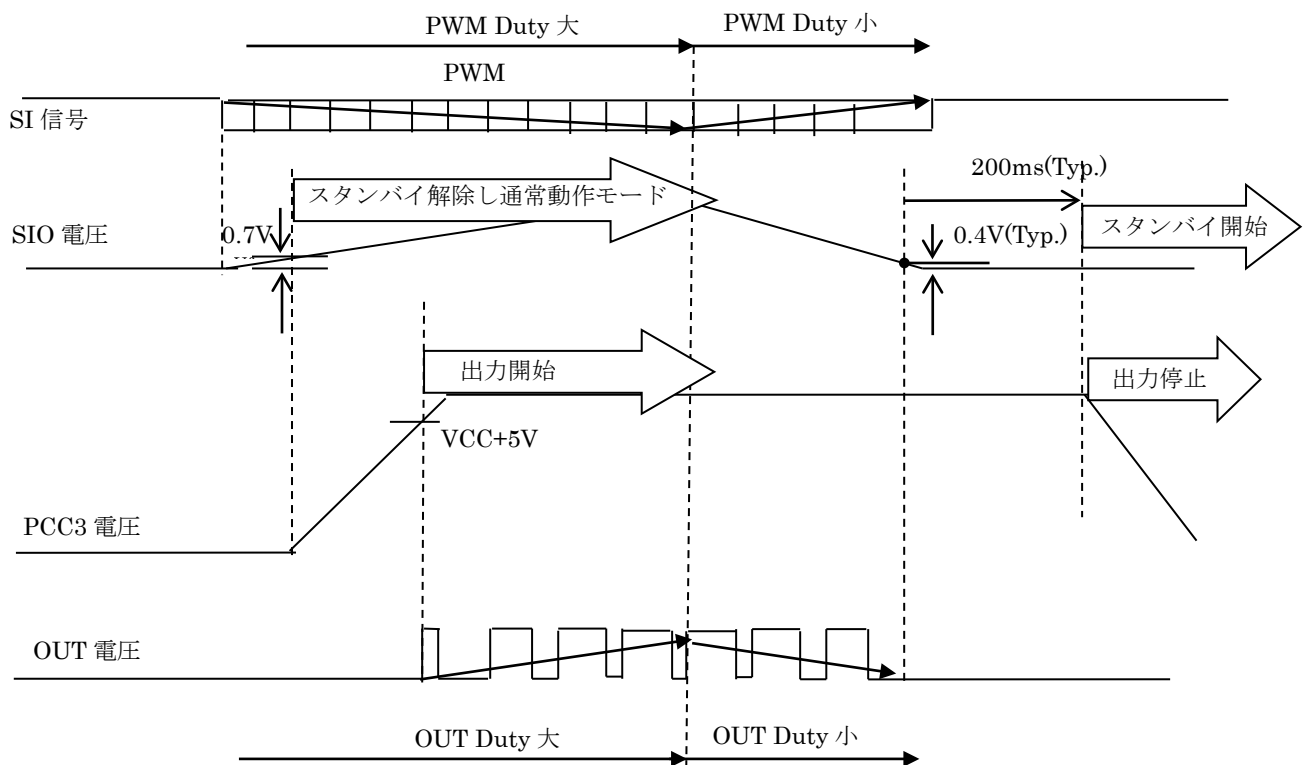 PWM Duty 大
PWM Duty 小
PWM
SI 信号
200ms(Typ.)
スタンバイ解除し通常動作モード
スタンバイ開始
SIO 電圧
0.7V
0.4V(Typ.)
出力開始
出力停止
VCC+5V
PCC3 電圧
OUT 電圧
OUT Duty 大
OUT Duty 小